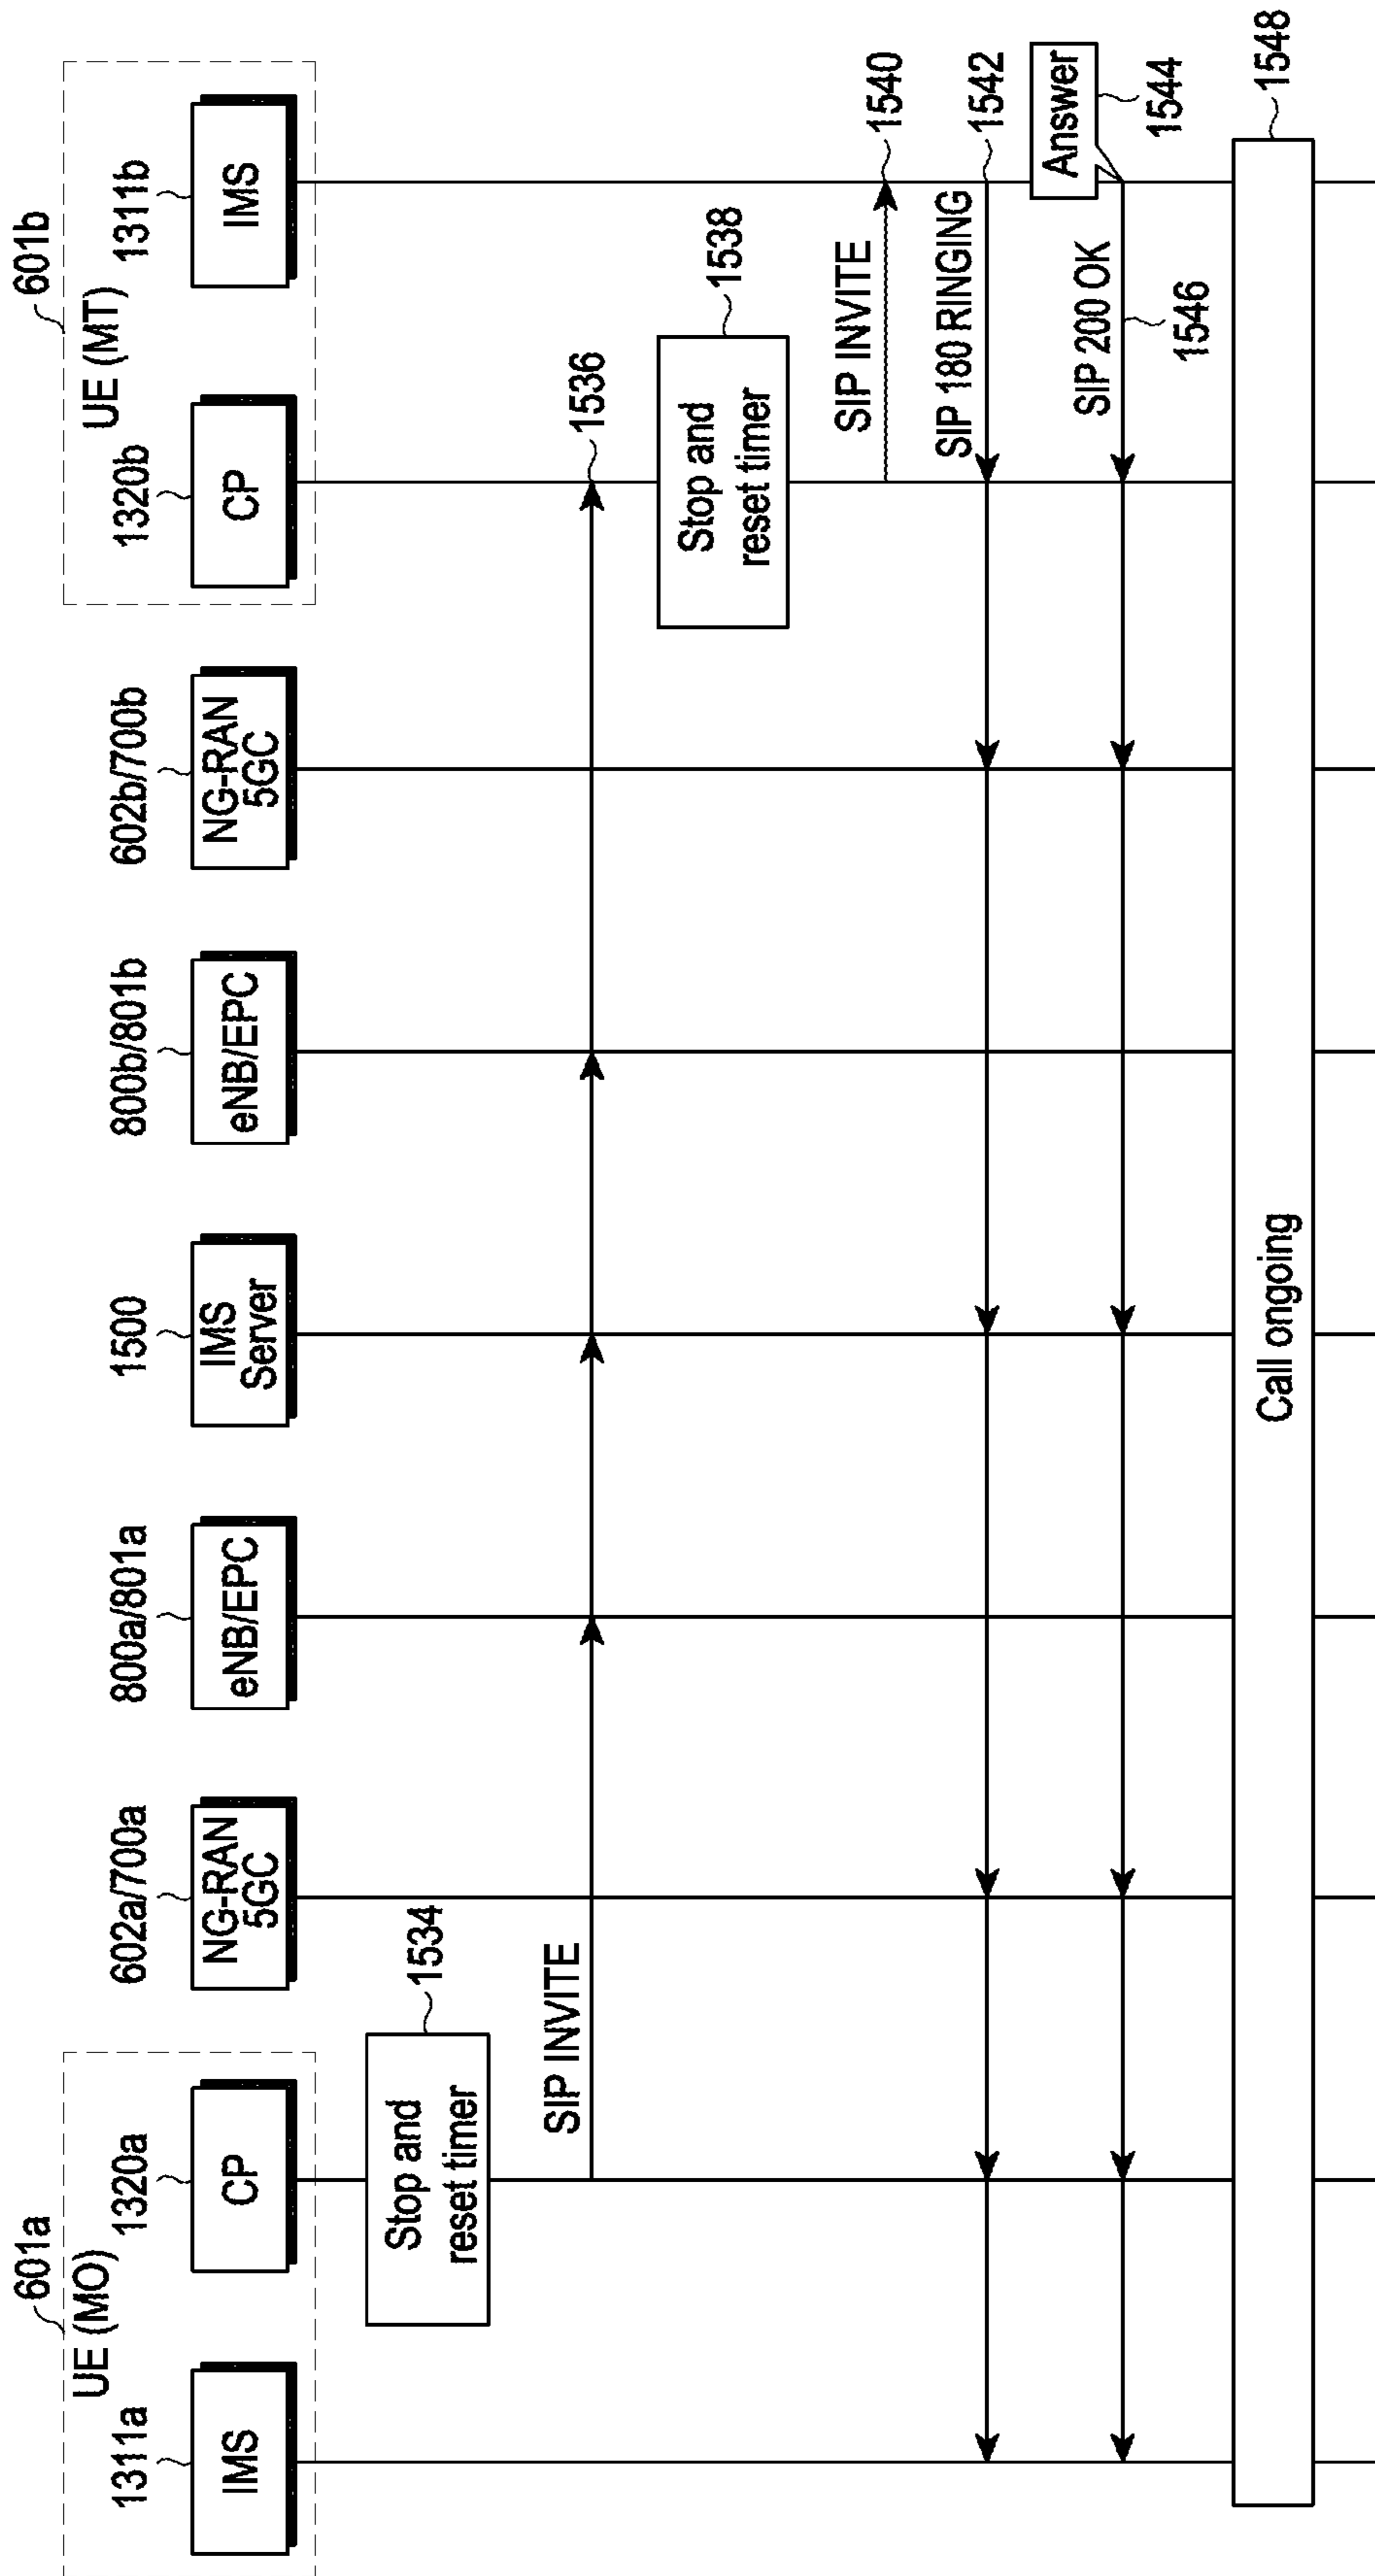 601a
UE (MO)
601b
UE (MT)
1311a
1320a
602a/700a
800a/801a
1500
800b/801b
602b/700b
1320b
1311b
IMS
CP
NG-RAN
5GC
eNB/EPC
IMS
Server
eNB/EPC
NG-RAN
5GC
CP
IMS
Stop and
reset timer
1534
SIP INVITE
1536
Stop and
reset timer
1538
SIP INVITE
1540
SIP 180 RINGING
1542
Answer
1544
SIP 200 OK
1546
Call ongoing
1548